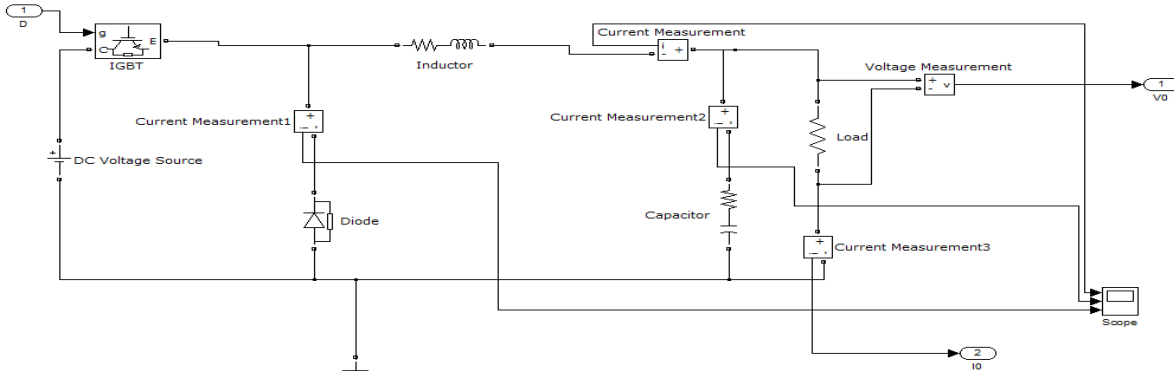 1
D
g
C
E
IGBT
Inductor
Current Measurement
i
+
-
Voltage Measurement
+
-
v
1
V0
Current Measurement1
+
i
-
Current Measurement2
+
i
-
Load
DC Voltage Source
+
Diode
Capacitor
+
i
-
Current Measurement3
Scope
2
I0